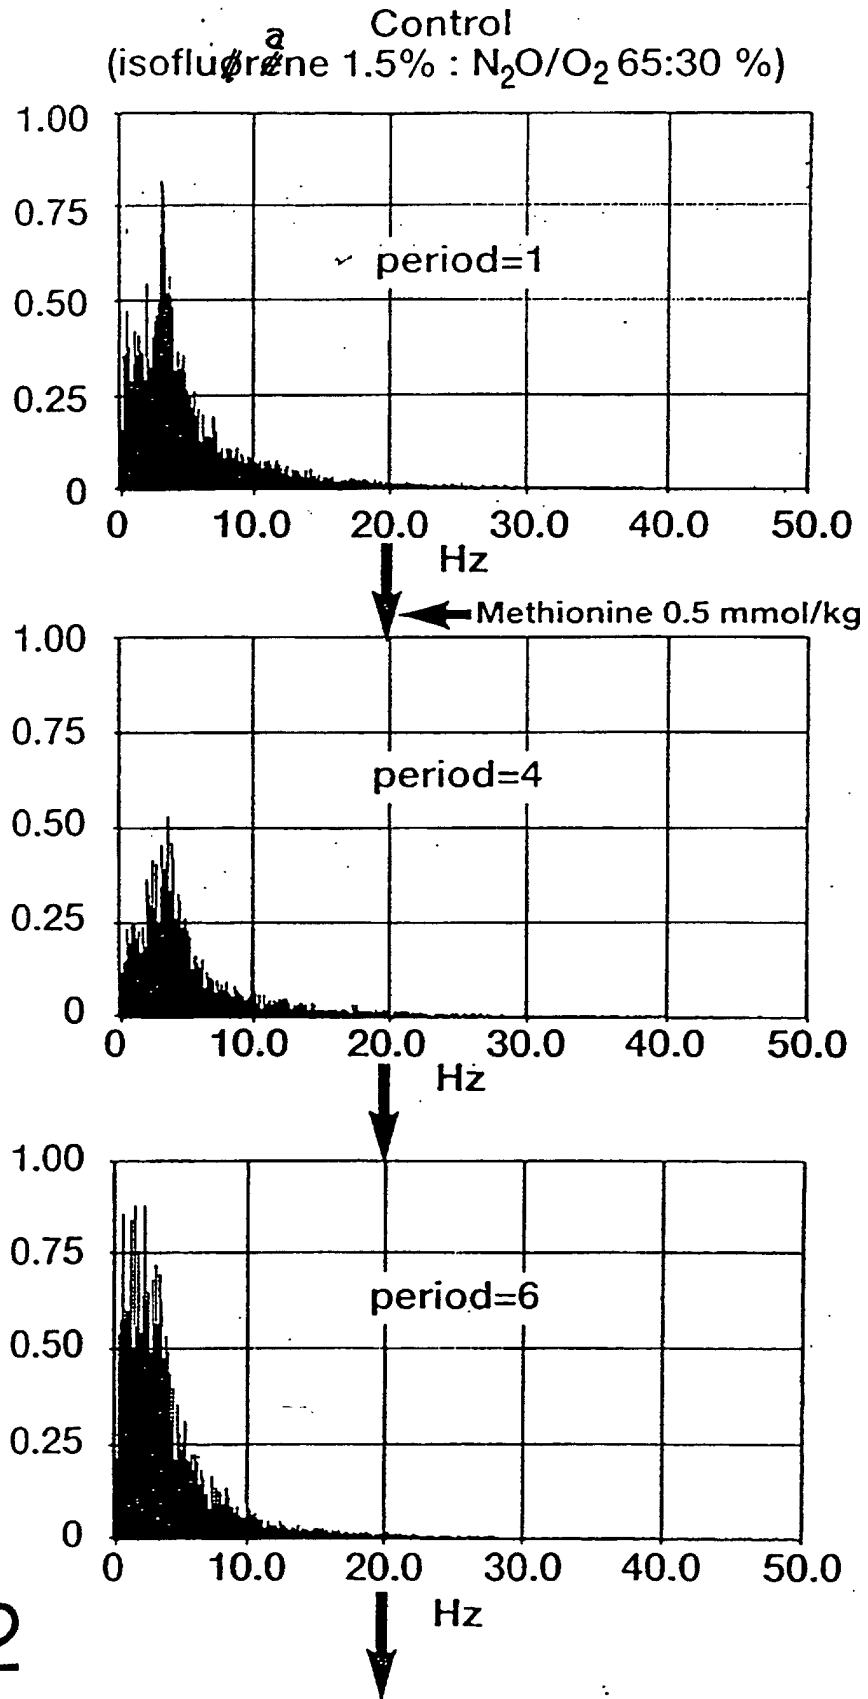 Control
a
(isofluorene 1.5% : N₂O/O₂ 65:30 %)
1.00
0.75
period=1
0.50
0.25
0
0 10.0 20.0 30.0 40.0 50.0
Hz
Methionine 0.5 mmol/kg
1.00
0.75
period=4
0.50
0.25
0
0 10.0 20.0 30.0 40.0 50.0
Hz
1.00
0.75
period=6
0.50
0.25
0
0 10.0 20.0 30.0 40.0 50.0
Hz
2